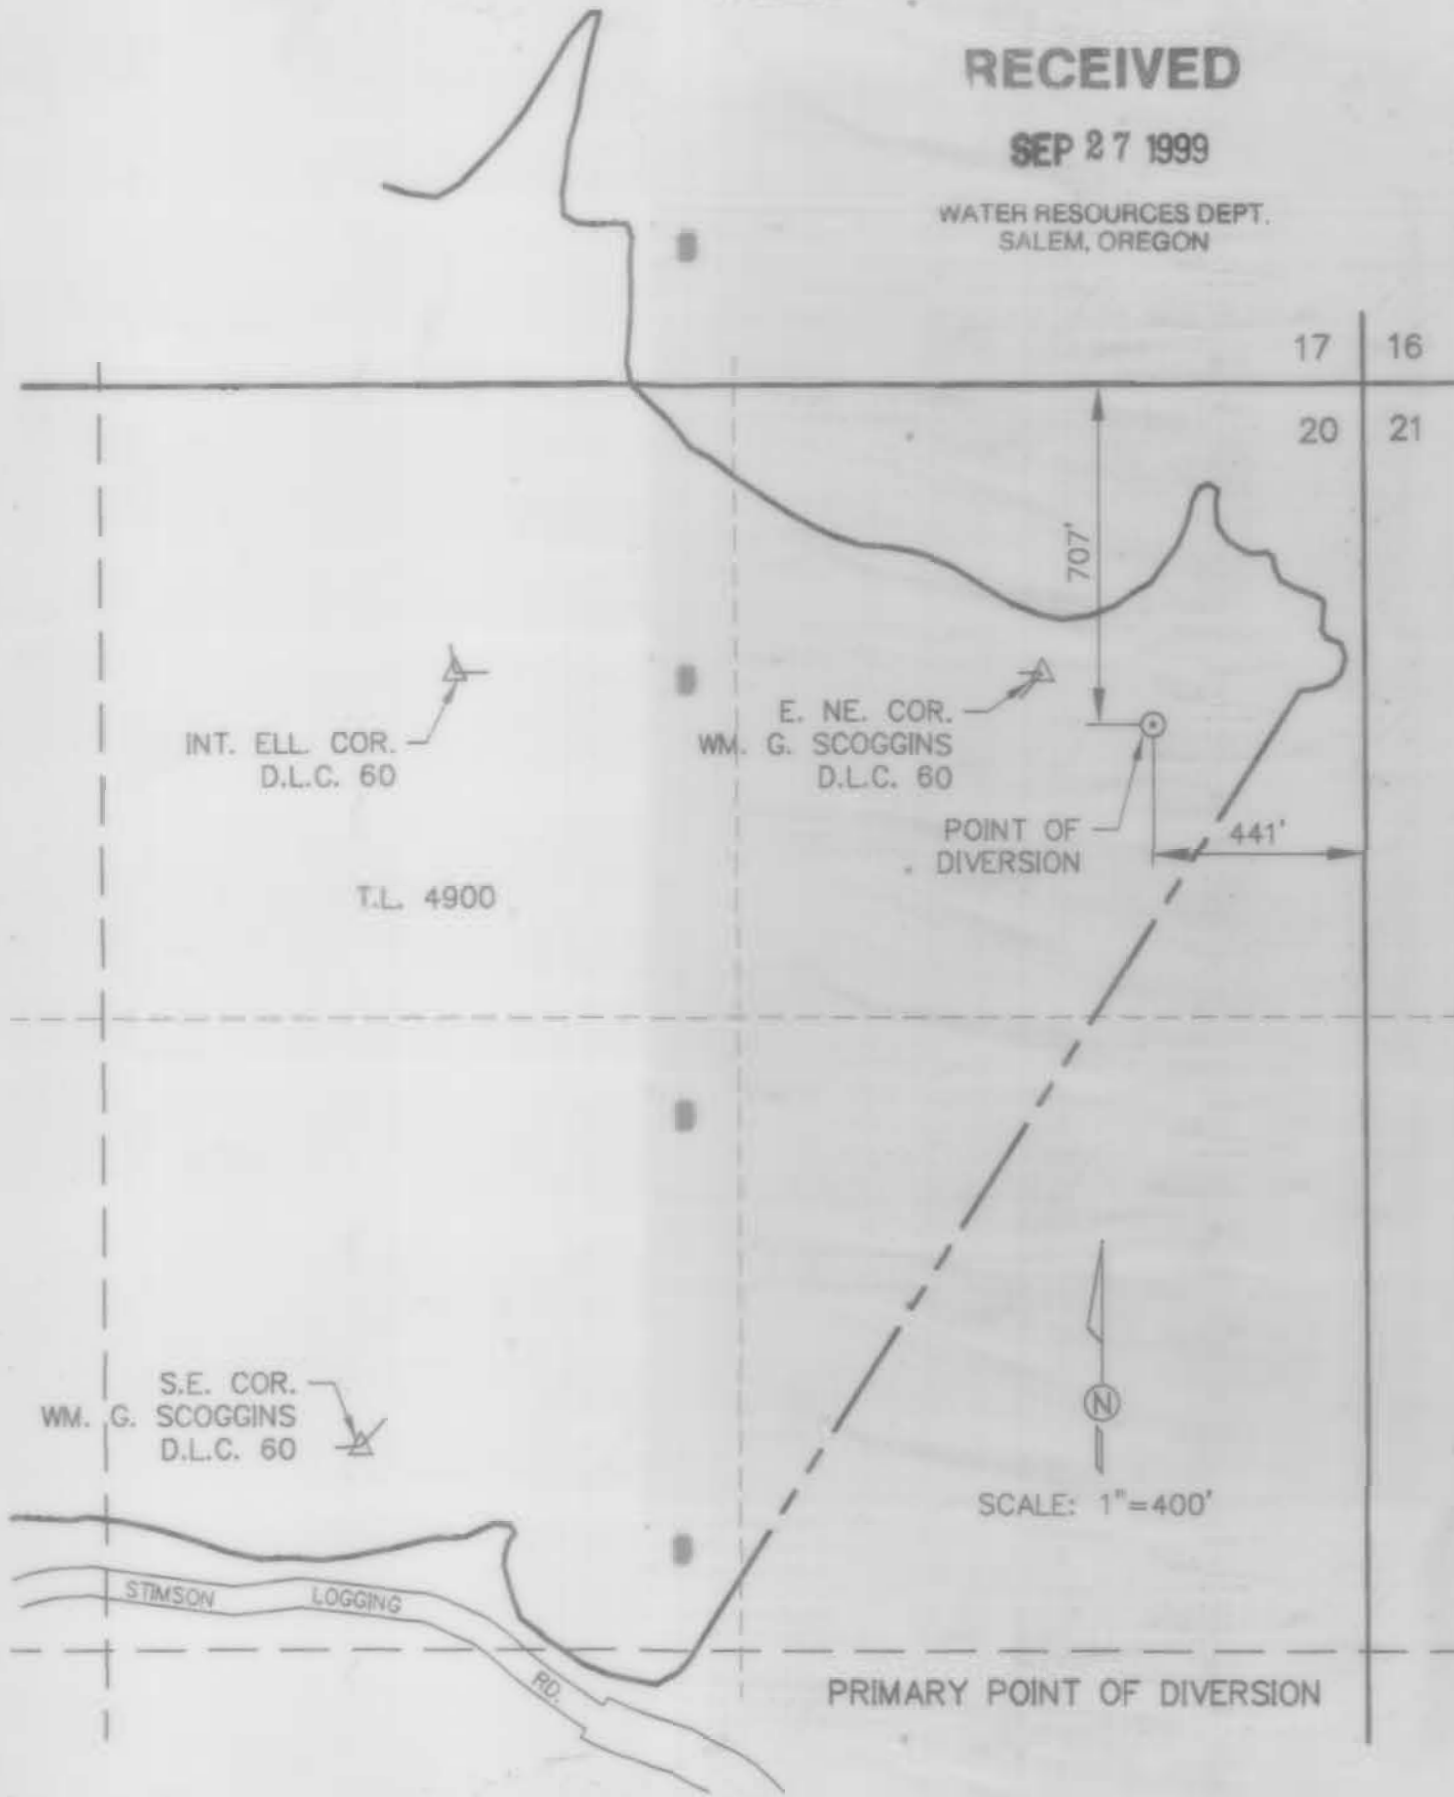 RECEIVED
SEP 27 1999
WATER RESOURCES DEPT.
SALEM, OREGON
17 16
20 21
707'
INT. ELL COR.
D.L.C. 60
E. NE. COR.
WM. G. SCOGGINS
D.L.C. 60
POINT OF
DIVERSION
441'
T.L. 4900
S.E. COR.
WM. G. SCOGGINS
D.L.C. 60
N
SCALE: 1"=400'
STIMSON LOGGING RD.
PRIMARY POINT OF DIVERSION